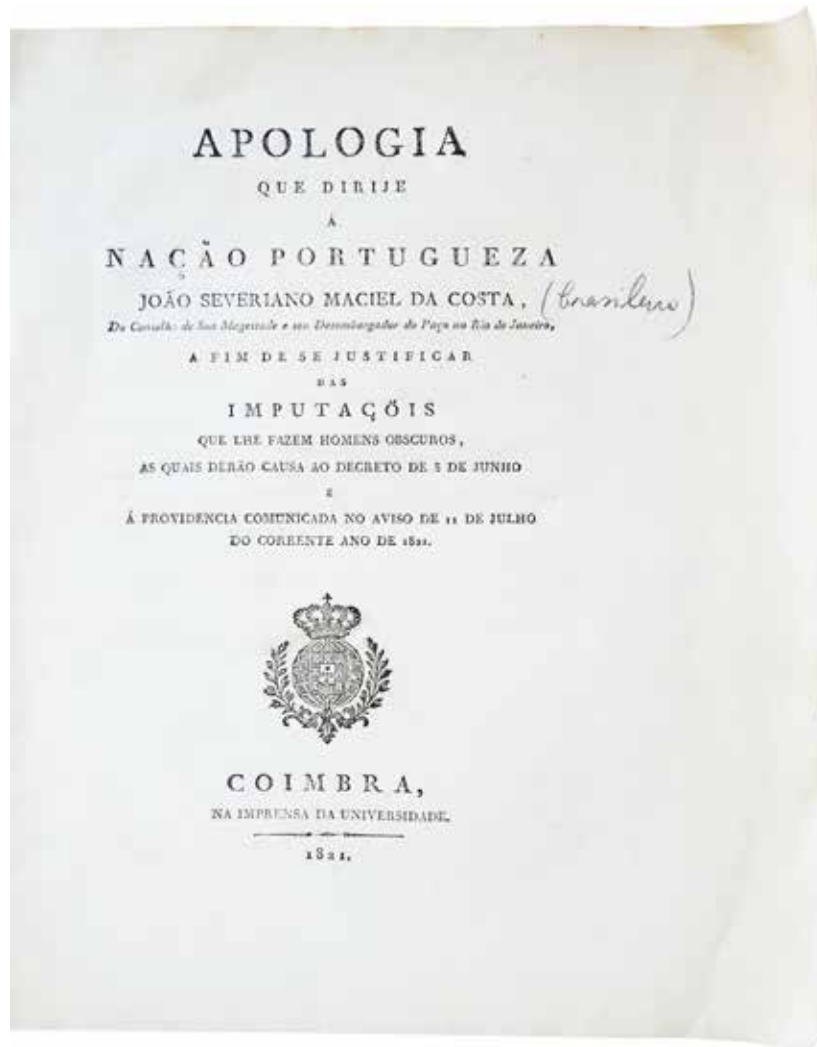 APOLOGIA
QUE DIRIJE
Á
NAÇÃO PORTUGUEZA
JOÃO SEVERIANO MACIEL DA COSTA, (brasileiro)
Do Conselho de Sua Magestade e seu Desembargador do Paço no Rio de Janeiro,
A FIM DE SE JUSTIFICAR
DAS
IMPUTAÇÕIS
QUE LHE FAZEM HOMENS OBSCUROS,
AS QUAIS DERÃO CAUSA AO DECRETO DE 3 DE JUNHO
E
Á PROVIDENCIA COMUNICADA NO AVISO DE 11 DE JULHO
DO CORRENTE ANO DE 1821.
COIMBRA,
NA IMPRENSA DA UNIVERSIDADE.
1821.